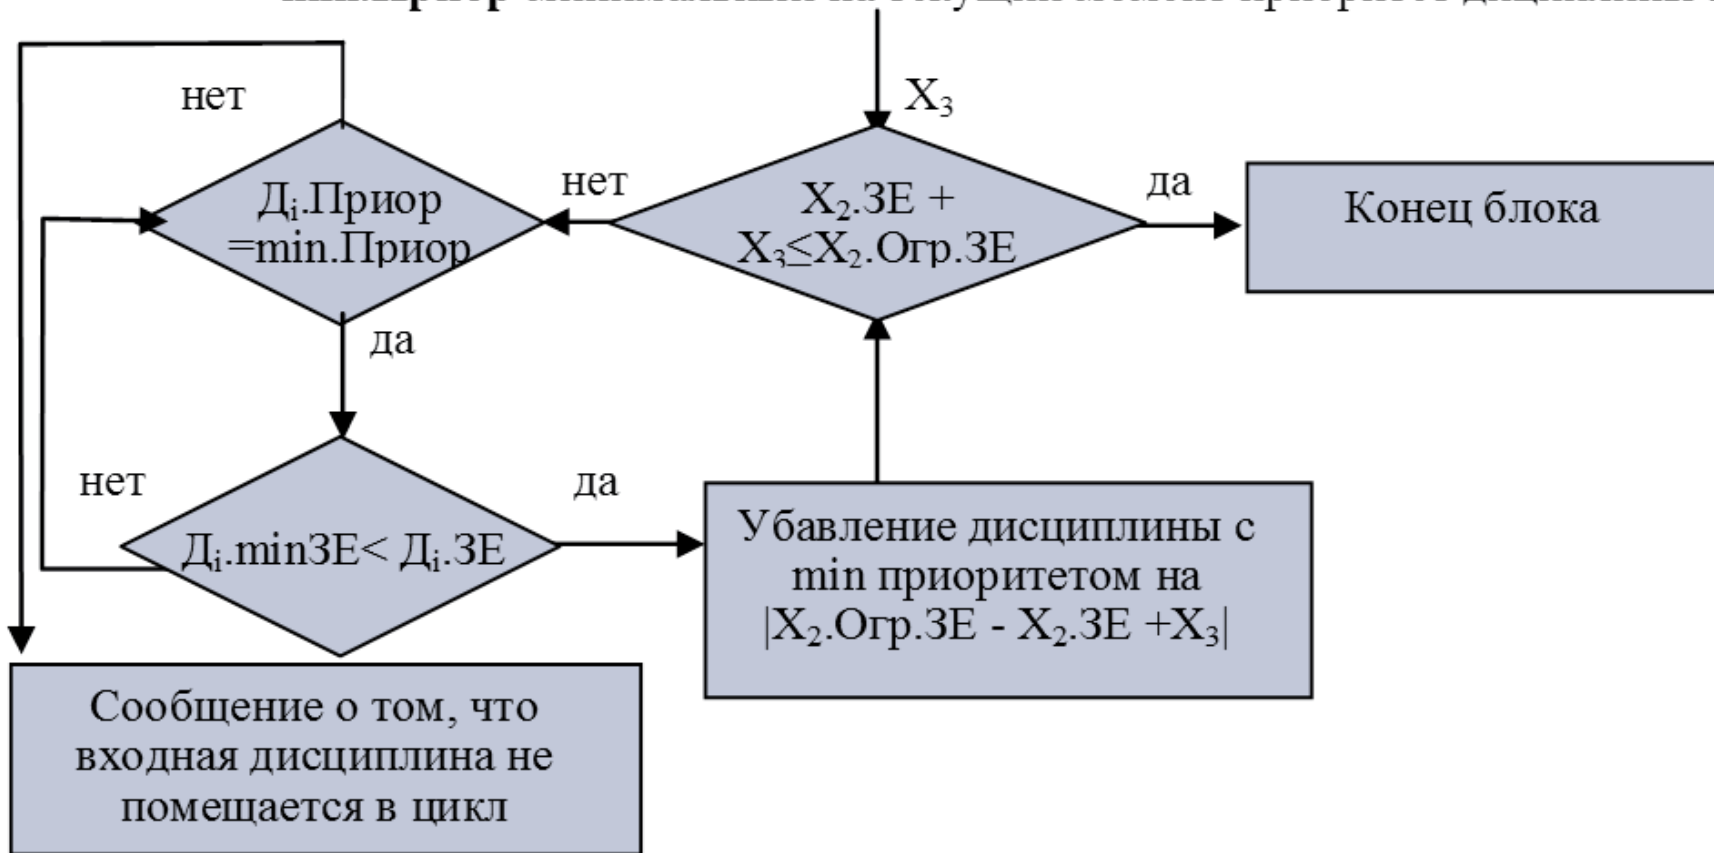 нет
X₃
Дᵢ.Приор
=min.Приор
нет
X₂.ЗЕ +
X₃≤X₂.Огр.ЗЕ
да
Конец блока
да
нет
Дᵢ.minЗЕ< Дᵢ.ЗЕ
да
Убавление дисциплины с
min приоритетом на
|X₂.Огр.ЗЕ - X₂.ЗЕ +X₃|
Сообщение о том, что
входная дисциплина не
помещается в цикл